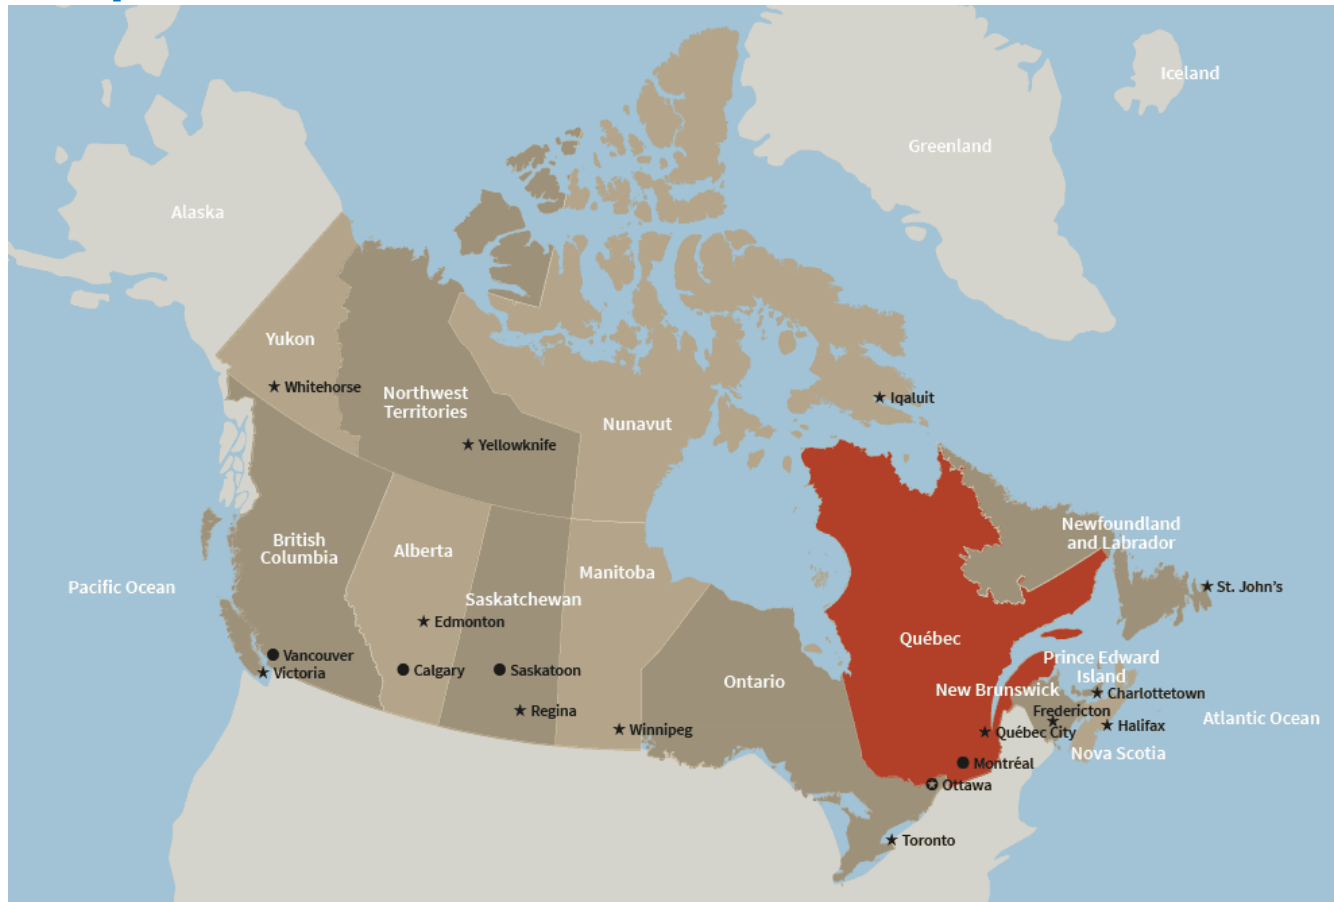 Iceland
Greenland
Alaska
Yukon
Whitehorse
Northwest
Territories
Iqaluit
Nunavut
Yellowknife
Newfoundland
and Labrador
British
Columbia
Alberta
Manitoba
Pacific Ocean
St. John's
Saskatchewan
Edmonton
Québec
Vancouver
Victoria
Calgary
Saskatoon
Prince Edward
Island
Ontario
New Brunswick
Charlottetown
Regina
Fredericton
Atlantic Ocean
Winnipeg
Québec City
Halifax
Nova Scotia
Montréal
Ottawa
Toronto